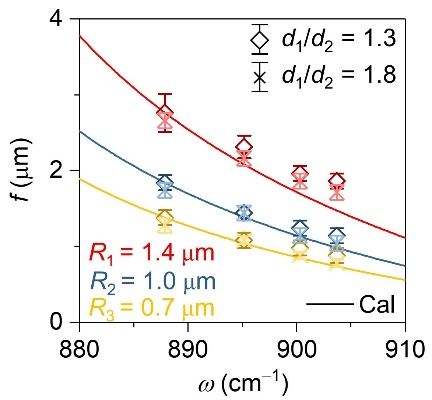 4
d₁/d₂ = 1.3
d₁/d₂ = 1.8
f (μm)
2
R₁ = 1.4 μm
R₂ = 1.0 μm
R₃ = 0.7 μm
Cal
0
880 890 900 910
ω (cm⁻¹)